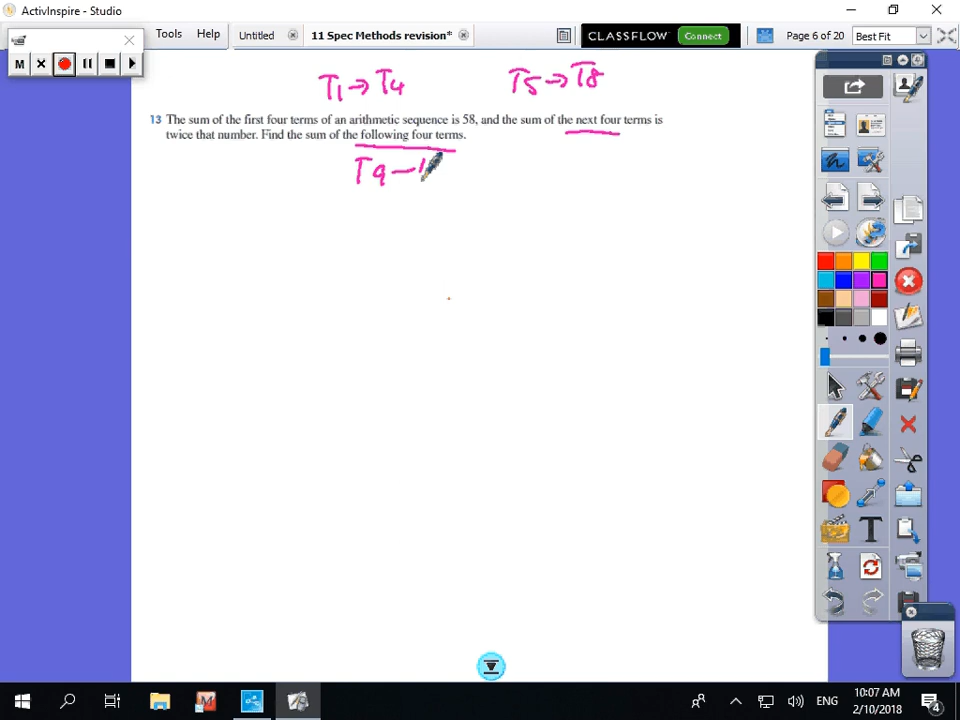 ActivInspire - Studio
Tools Help Untitled 11 Spec Methods revision* CLASSFLOW Connect Page 6 of 20 Best Fit
M
T1 → T4 T5 → T8
13 The sum of the first four terms of an arithmetic sequence is 58, and the sum of the next four terms is
twice that number. Find the sum of the following four terms.
T9 —
T
ENG
10:07 AM
2/10/2018
4